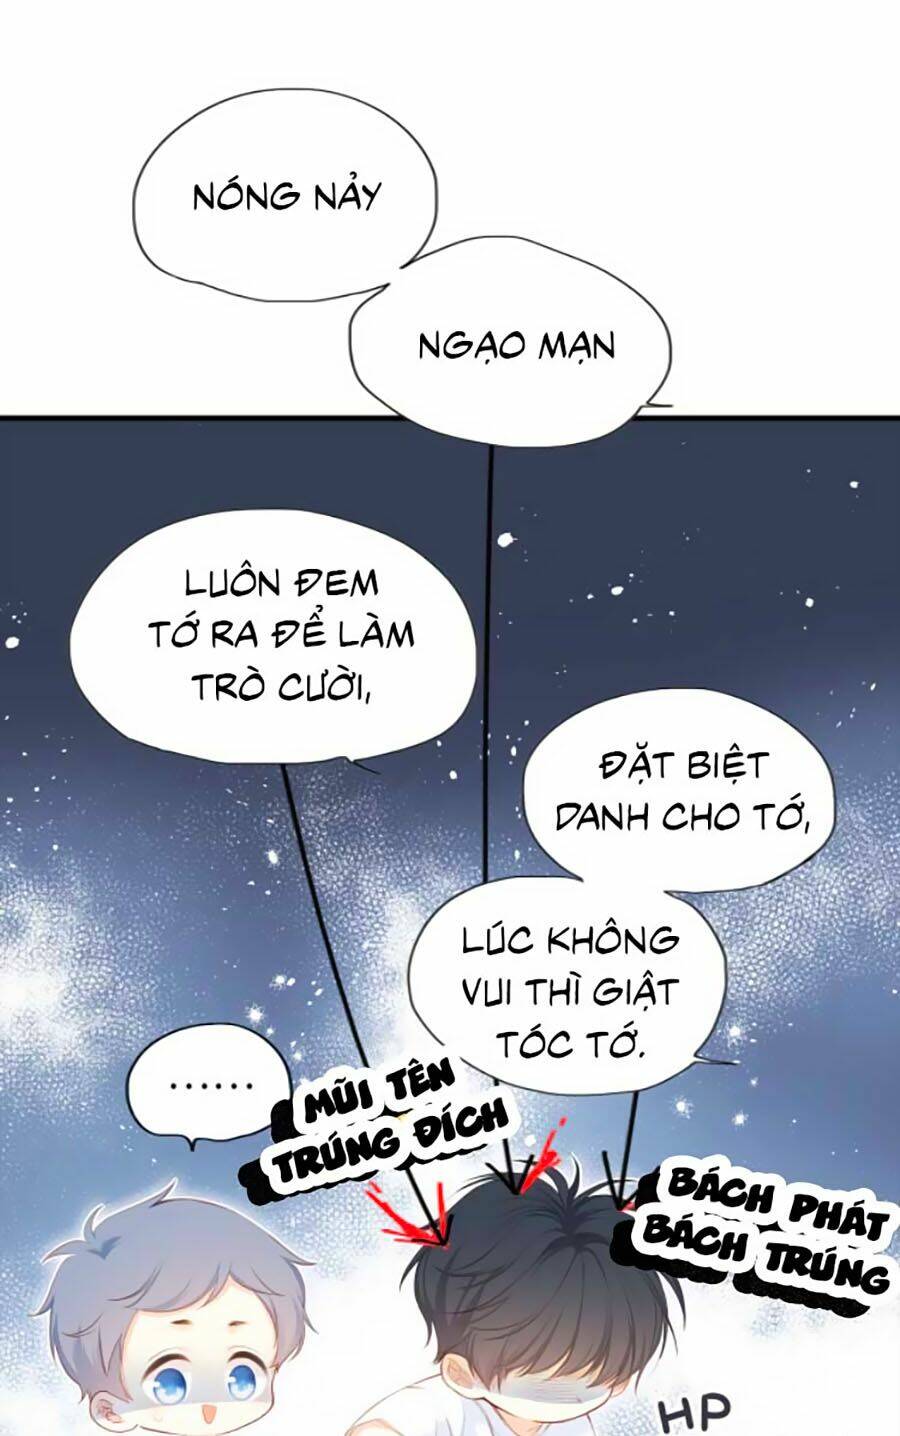 NÓNG NẢY
NGẠO MẠN
LUÔN ĐEM
TỚ RA ĐỂ LÀM
TRÒ CƯỜI,
ĐẶT BIỆT
DANH CHO TỚ,
LÚC KHÔNG
VUI THÌ GIẬT
TÓC TỚ.
......
MŨI TÊN
TRÚNG ĐÍCH
BÁCH PHÁT
BÁCH TRÚNG
HP